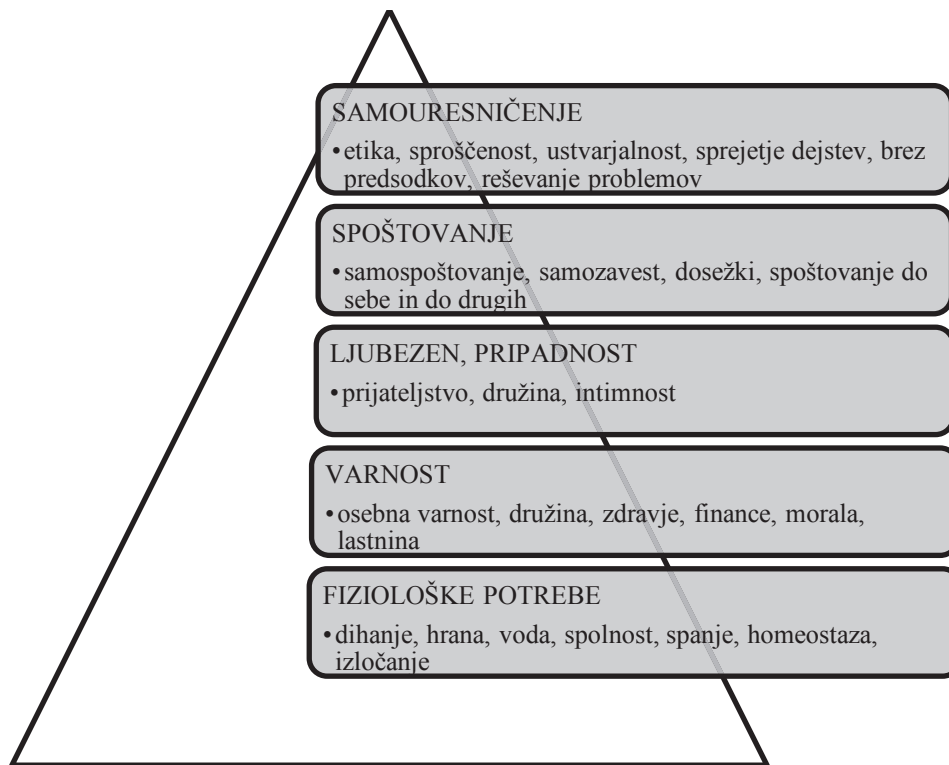 SAMOURESNIČENJE
•etika, sproščenost, ustvarjalnost, sprejetje dejstev, brez
predsodkov, reševanje problemov
SPOŠTOVANJE
•samospoštovanje, samozavest, dosežki, spoštovanje do
sebe in do drugih
LJUBEZEN, PRIPADNOST
•prijateljstvo, družina, intimnost
VARNOST
•osebna varnost, družina, zdravje, finance, morala,
lastnina
FIZIOLOŠKE POTREBE
•dihanje, hrana, voda, spolnost, spanje, homeostaza,
izločanje